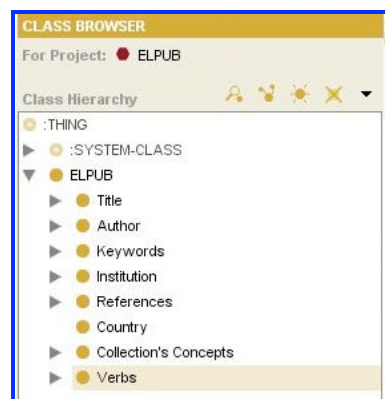 CLASS BROWSER
For Project: ELPUB
Class Hierarchy
:THING
:SYSTEM-CLASS
ELPUB
Title
Author
Keywords
Institution
References
Country
Collection's Concepts
Verbs